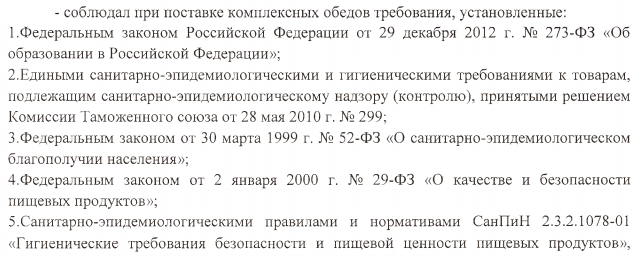 - соблюдал при поставке комплексных обедов требования, установленные:
1.Федеральным законом Российской Федерации от 29 декабря 2012 г. № 273-ФЗ «Об
образовании в Российской Федерации»;
2.Едиными санитарно-эпидемиологическими и гигиеническими требованиями к товарам,
подлежащим санитарно-эпидемиологическому надзору (контролю), принятыми решением
Комиссии Таможенного союза от 28 мая 2010 г. № 299;
3.Федеральным законом от 30 марта 1999 г. № 52-ФЗ «О санитарно-эпидемиологическом
благополучии населения»;
4.Федеральным законом от 2 января 2000 г. № 29-ФЗ «О качестве и безопасности
пищевых продуктов»;
5.Санитарно-эпидемиологическими правилами и нормативами СанПиН 2.3.2.1078-01
«Гигиенические требования безопасности и пищевой ценности пищевых продуктов»,